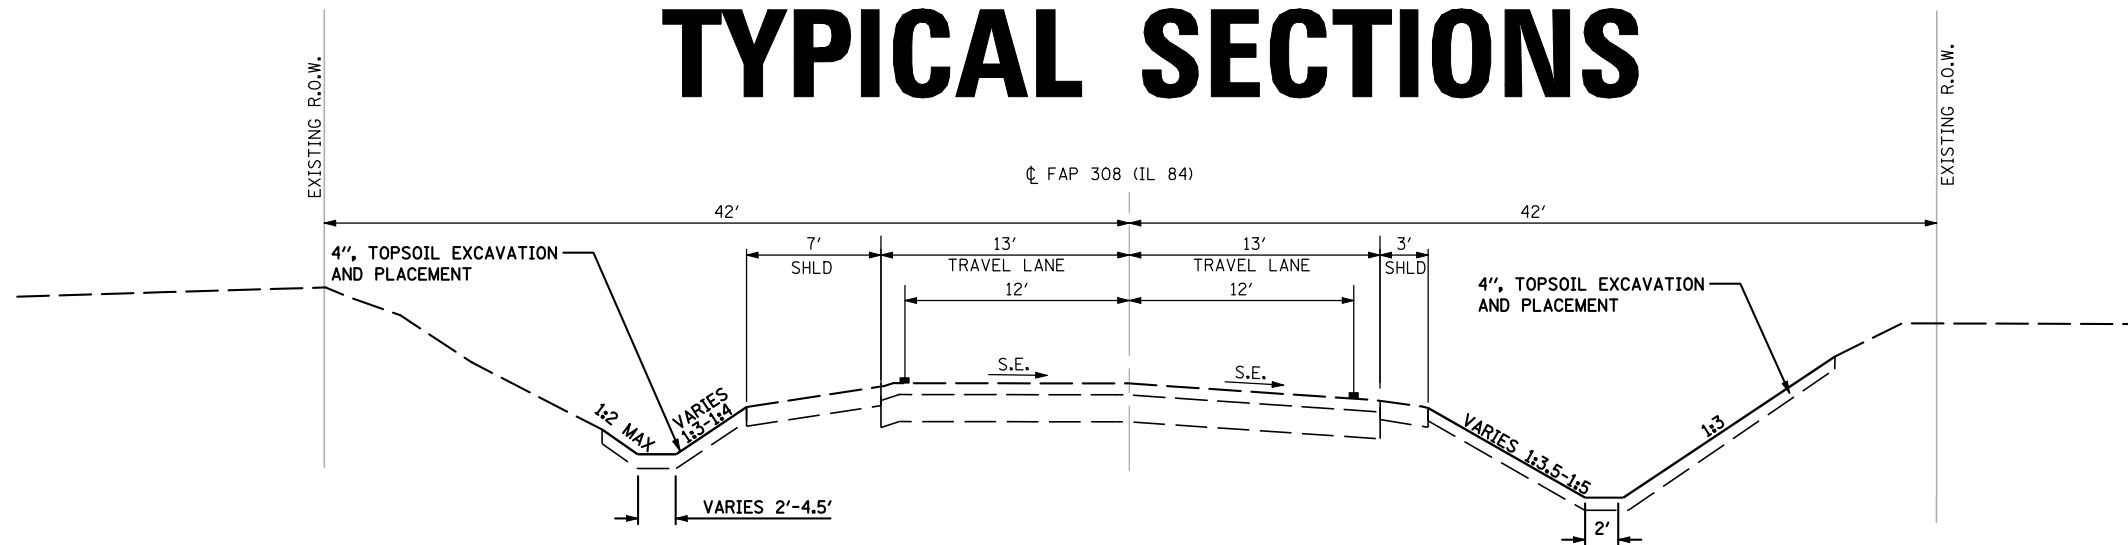 TYPICAL SECTIONS
EXISTING R.O.W.
EXISTING R.O.W.
℄ FAP 308 (IL 84)
42'
42'
4", TOPSOIL EXCAVATION
AND PLACEMENT
7'
SHLD
13'
TRAVEL LANE
13'
TRAVEL LANE
3'
SHLD
12'
12'
4", TOPSOIL EXCAVATION
AND PLACEMENT
S.E.
S.E.
1:2 MAX
VARIES
1:3-1:4
VARIES 1:3.5-1:5
1:3
VARIES 2'-4.5'
2'